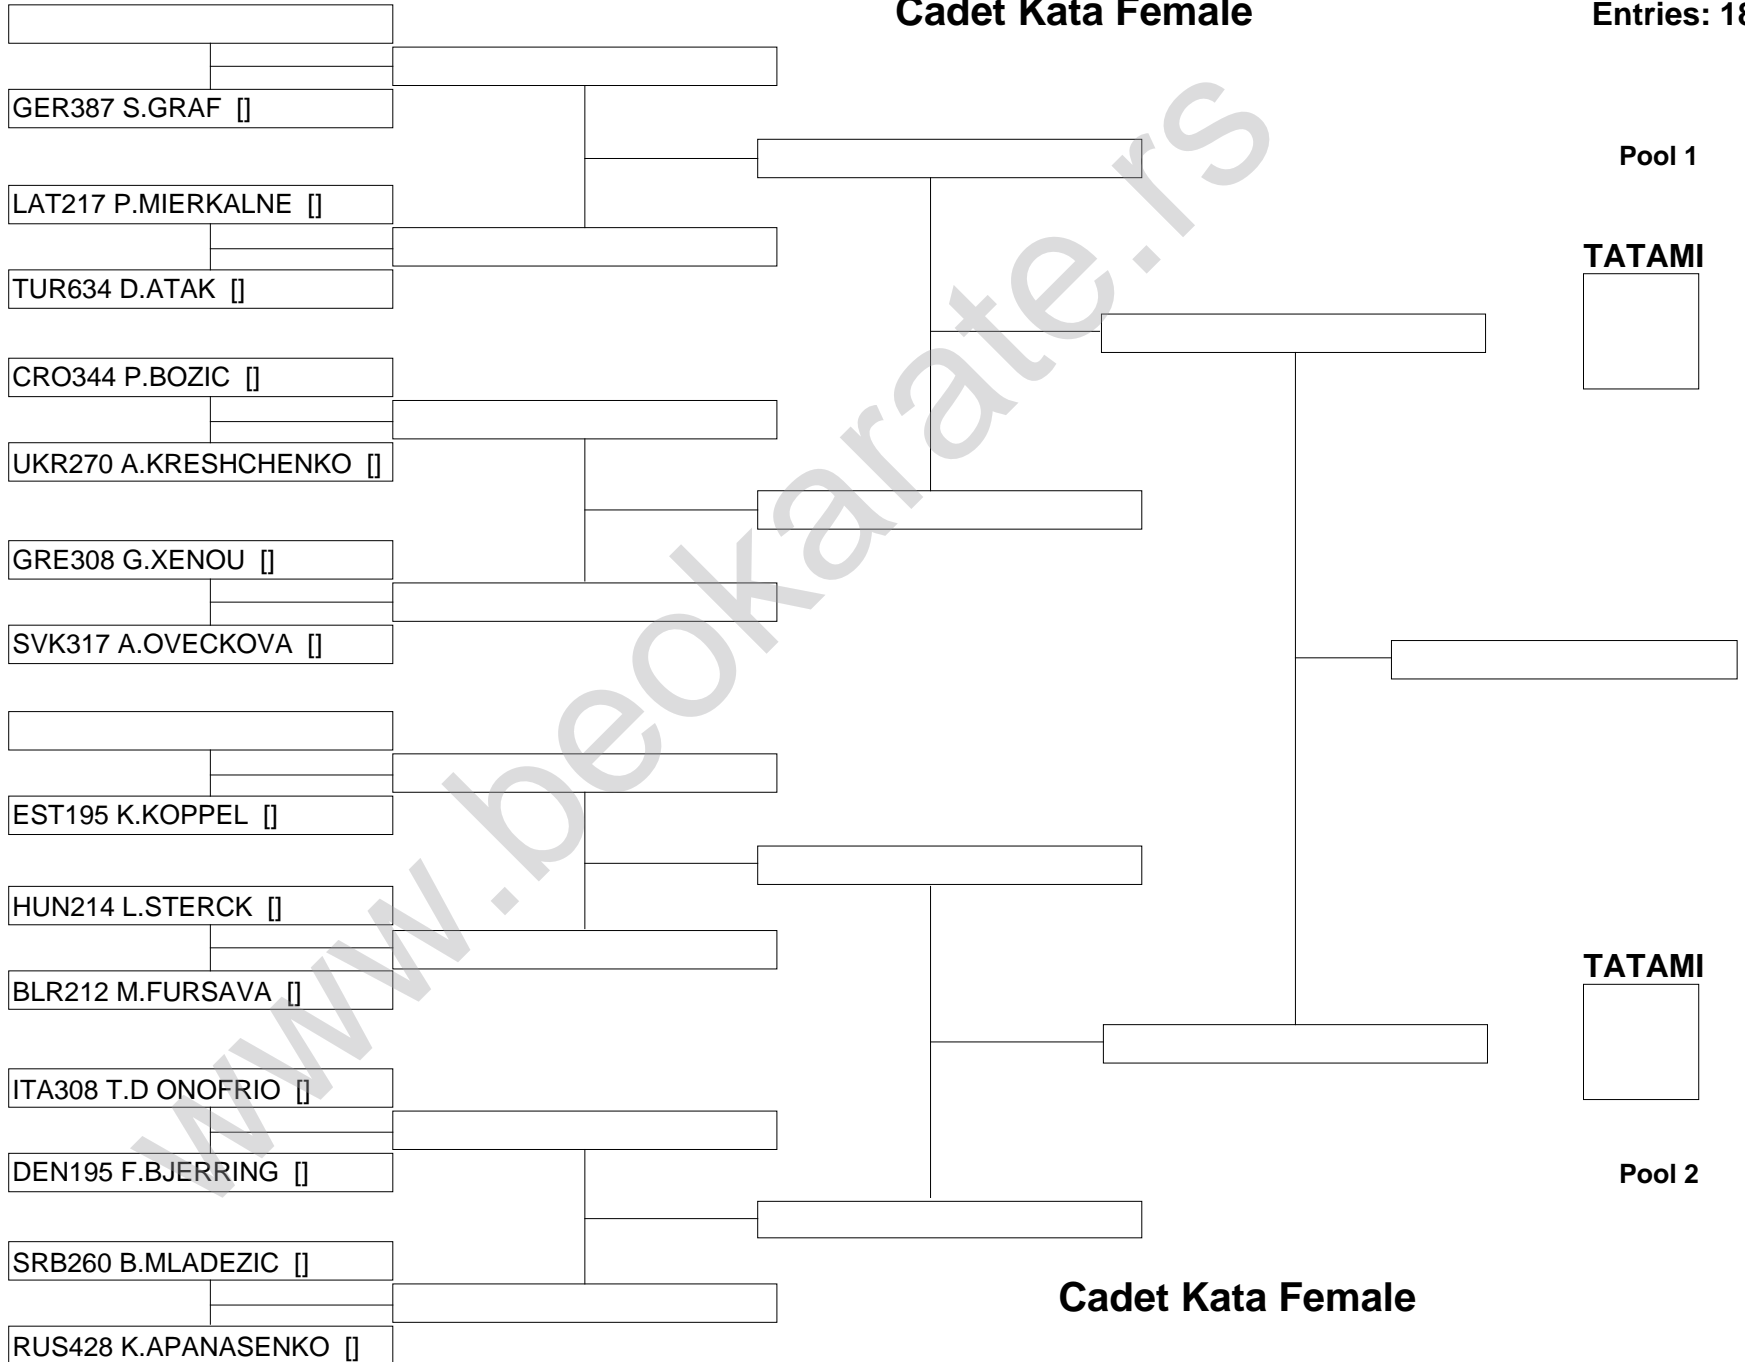 Cadet Kata Female
Entries: 18
GER387 S.GRAF []
Pool 1
LAT217 P.MIERKALNE []
TATAMI
TUR634 D.ATAK []
CRO344 P.BOZIC []
UKR270 A.KRESHCHENKO []
GRE308 G.XENOU []
SVK317 A.OVECKOVA []
EST195 K.KOPPEL []
HUN214 L.STERCK []
TATAMI
BLR212 M.FURSAVA []
ITA308 T.D ONOFRIO []
DEN195 F.BJERRING []
Pool 2
SRB260 B.MLADEZIC []
Cadet Kata Female
RUS428 K.APANASENKO []
www.beokarate.rs